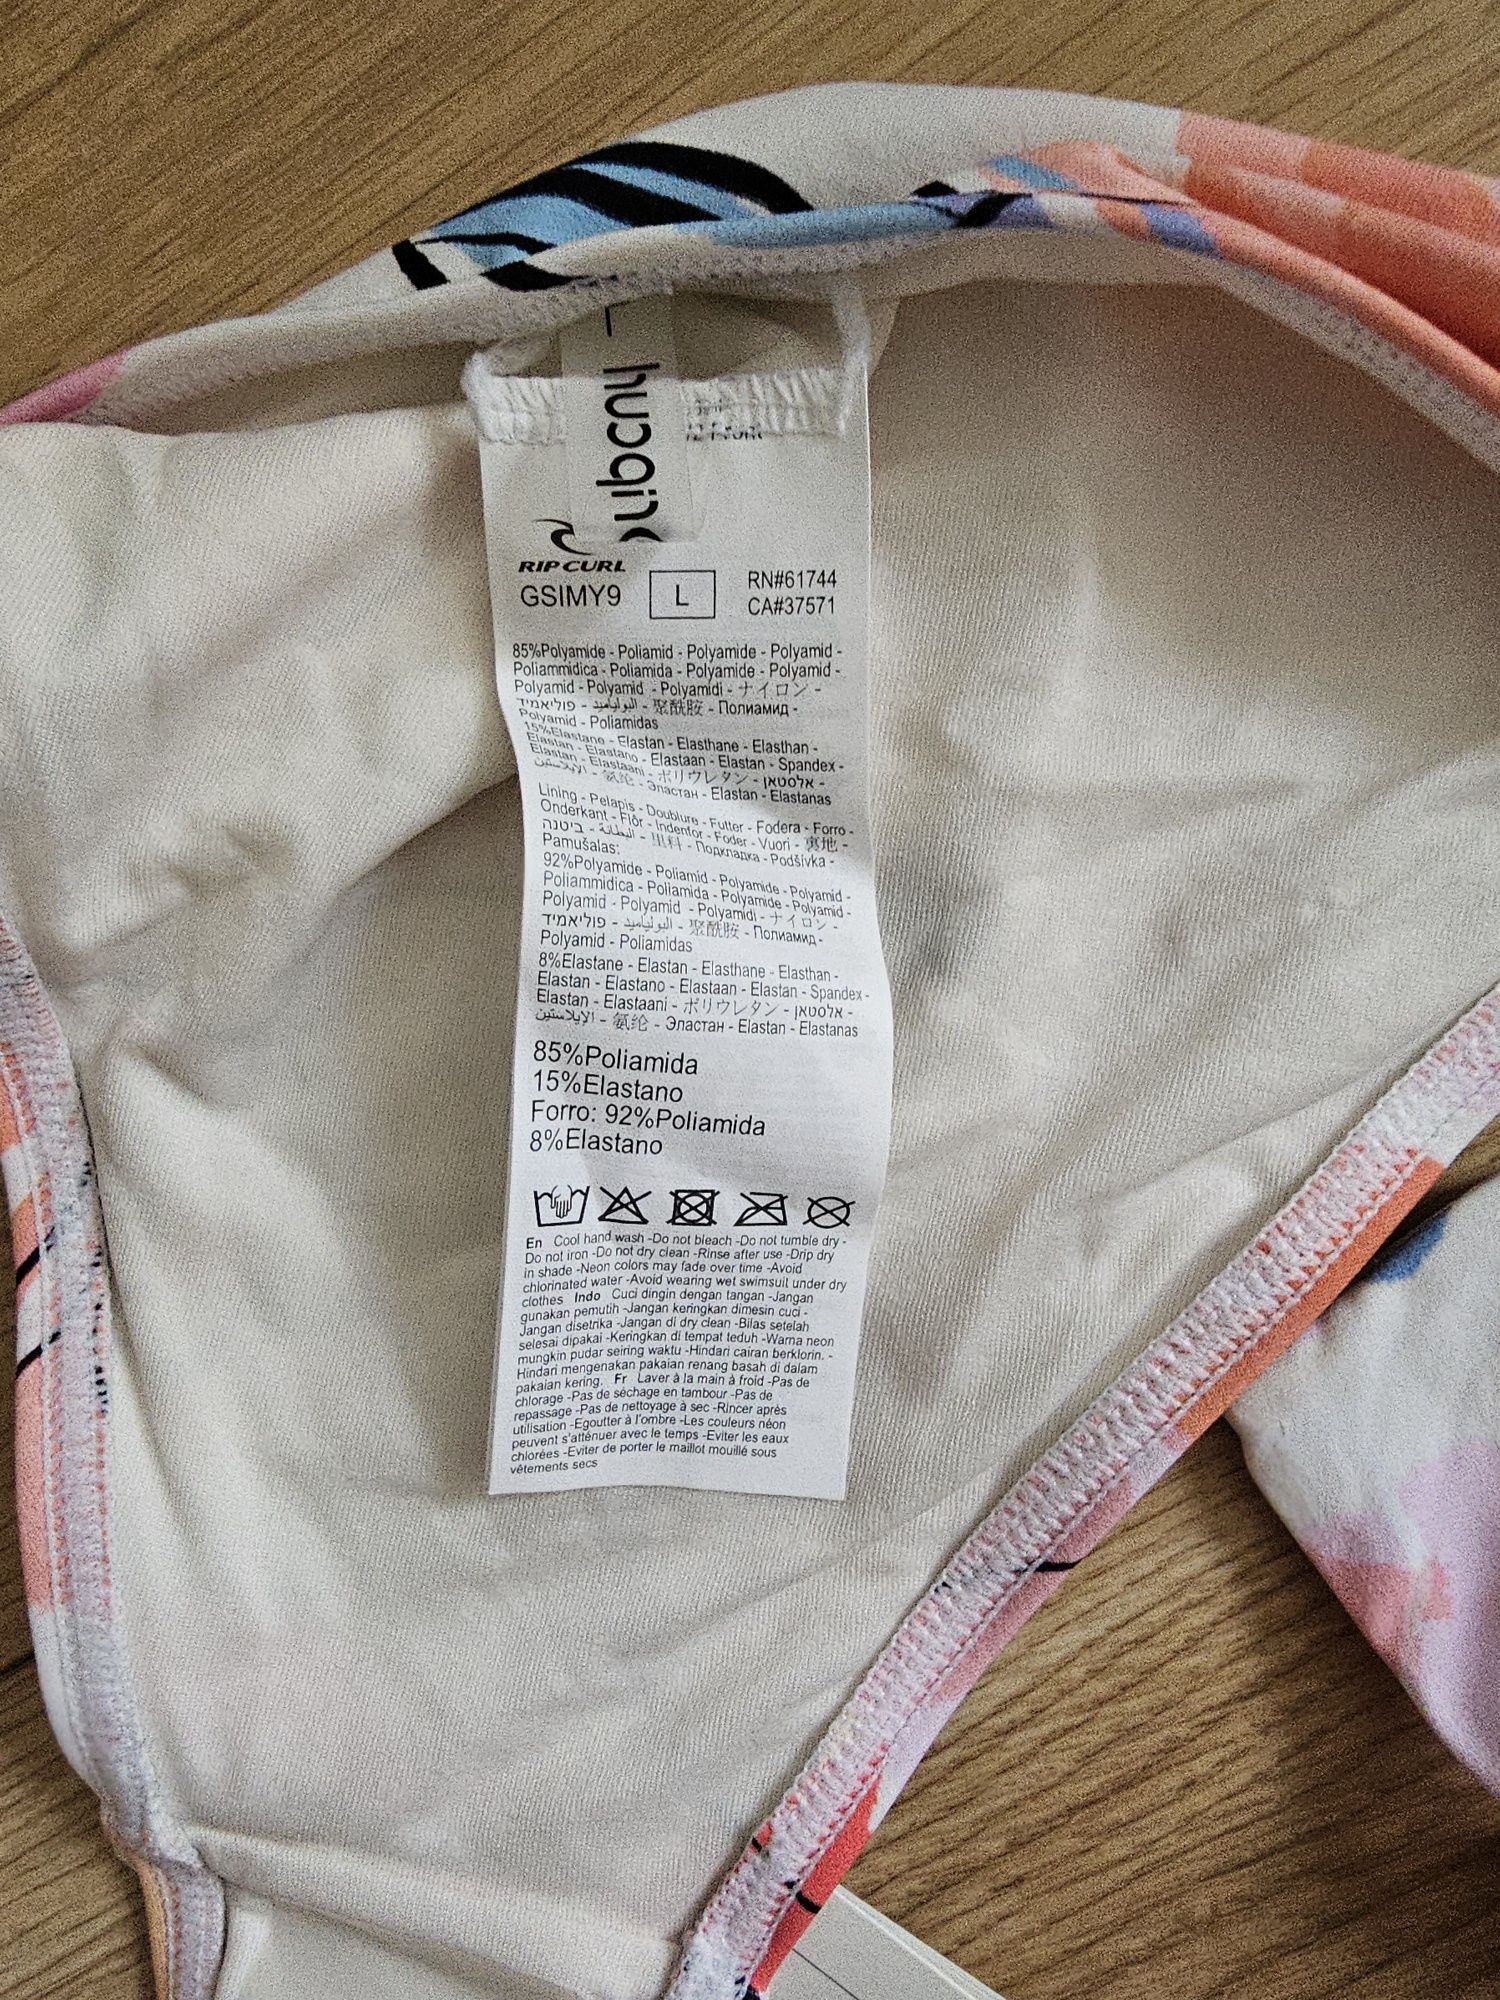 RIP CURL
GSIMY9
L
RN#61744
CA#37571
85%Polyamide - Poliamid - Polyamide - Polyamid -
Poliammidica - Poliamida - Polyamide - Polyamid -
Polyamid - Polyamid - Polyamidi - ナイロン -
פוליאמיד - البولياميد - 聚酰胺 - Полиамид -
Polyamid - Poliamidas
15%Elastane - Elastan - Elasthane - Elasthan -
Elastan - Elastano - Elastaan - Elastan - Spandex -
Elastan - Elastaani - ポリウレタン - אלסטאן -
الإيلاستين - 氨纶 - Эластан - Elastan - Elastanas
Lining - Pelapis - Doublure - Futter - Fodera - Forro -
Onderkant - Flôr - Indenfor - Foder - Vuori - 裏地 -
ביטנה - البطانة - 里料 - Подкладка - Podšívka -
Pamušalas:
92%Polyamide - Poliamid - Polyamide - Polyamid -
Poliammidica - Poliamida - Polyamide - Polyamid -
Polyamid - Polyamid - Polyamidi - ナイロン -
פוליאמיד - البولياميد - 聚酰胺 - Полиамид -
Polyamid - Poliamidas
8%Elastane - Elastan - Elasthane - Elasthan -
Elastan - Elastano - Elastaan - Elastan - Spandex -
Elastan - Elastaani - ポリウレタン - אלסטאן -
الإيلاستين - 氨纶 - Эластан - Elastan - Elastanas
85%Poliamida
15%Elastano
Forro: 92%Poliamida
8%Elastano
En Cool hand wash -Do not bleach -Do not tumble dry -
Do not iron -Do not dry clean -Rinse after use -Drip dry
in shade -Neon colors may fade over time -Avoid
chlorinated water -Avoid wearing wet swimsuit under dry
clothes Indo Cuci dingin dengan tangan -Jangan
gunakan pemutih -Jangan keringkan dimesin cuci -
Jangan disetrika -Jangan di dry clean -Bilas setelah
selesai dipakai -Keringkan di tempat teduh -Warna neon
mungkin pudar seiring waktu -Hindari cairan berklorin. -
Hindari mengenakan pakaian renang basah di dalam
pakaian kering. Fr Laver à la main à froid -Pas de
chlorage -Pas de séchage en tambour -Pas de
repassage -Pas de nettoyage à sec -Rincer après
utilisation -Egoutter à l'ombre -Les couleurs néon
peuvent s'atténuer avec le temps -Eviter les eaux
chlorées -Eviter de porter le maillot mouillé sous
vêtements secs